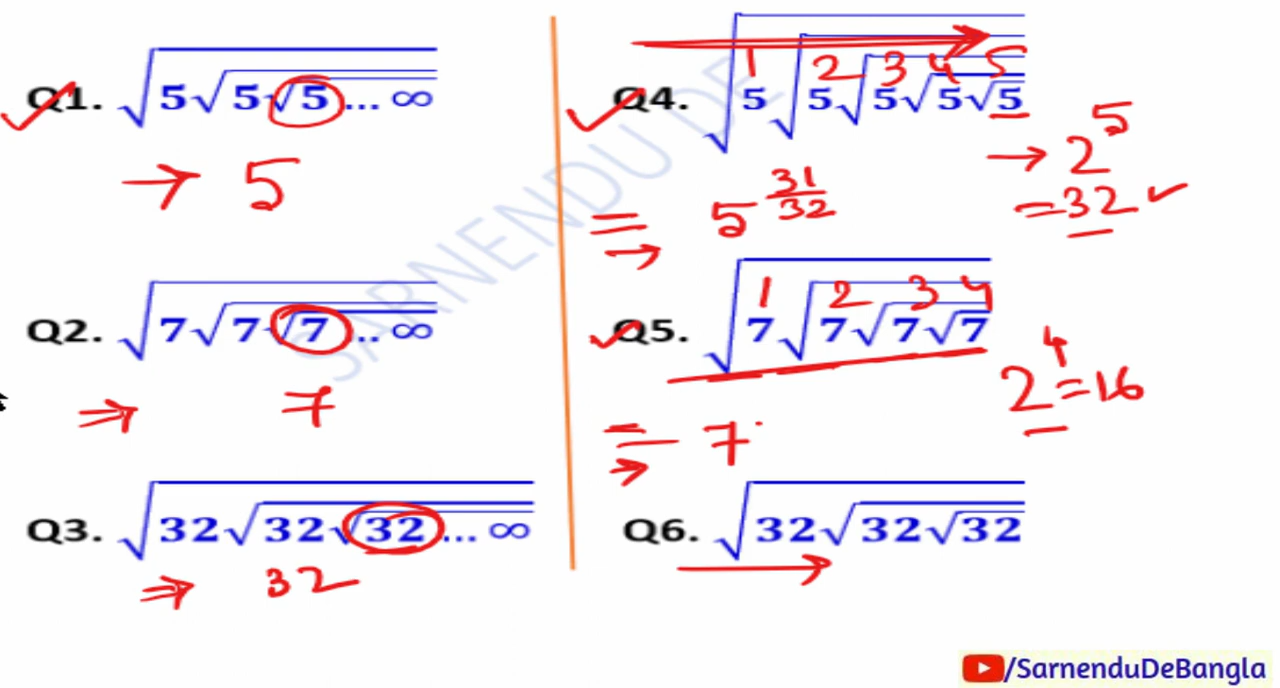 Q1. √5√5√5... ∞
→ 5
Q2. √7√7√7... ∞
⇒ 7
Q3. √32√32√32... ∞
⇒ 32
Q4. √5√5√5√5√5
1 2 3 4 5
→ 2^5
= 32 ✓
= → 5^(31/32)
Q5. √7√7√7√7
1 2 3 4
2^4 = 16
= → 7
Q6. √32√32√32
→
SARNENDU DE
/SarnenduDeBangla